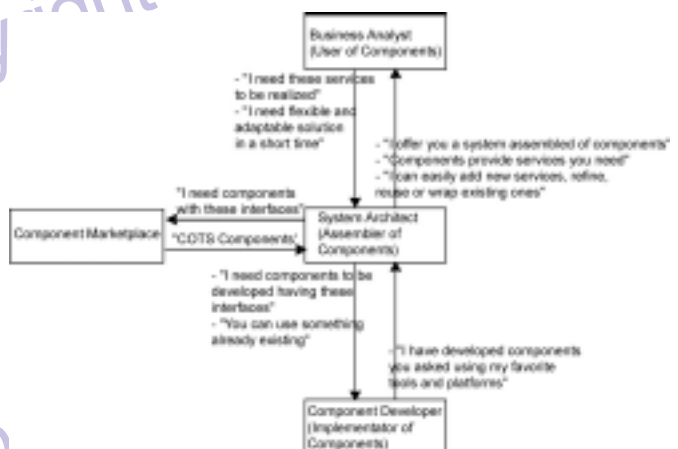 Business Analyst
(User of Components)
- "I need these services
to be realized"
- "I need flexible and
adaptable solution
in a short time"
- "I offer you a system assembled of components"
- "Components provide services you need"
- "I can easily add new services, refine,
reuse or wrap existing ones"
"I need components
with these interfaces"
Component Marketplace
"COTS Components"
System Architect
(Assembler of
Components)
- "I need components to be
developed having these
interfaces"
- "You can use something
already existing"
- "I have developed components
you asked using my favorite
tools and platforms"
Component Developer
(Implementator of
Components)